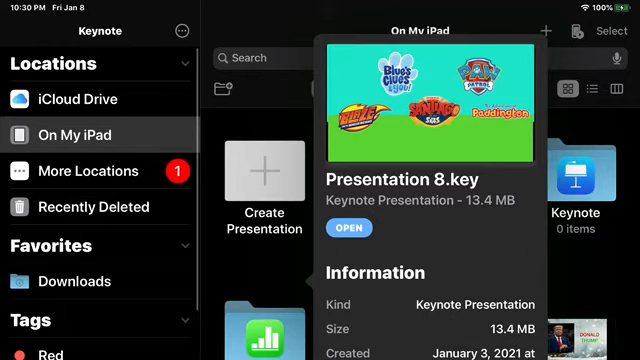 10:30 PM Fri Jan 8
100%
Keynote
On My iPad
Select
Locations
Search
iCloud Drive
On My iPad
More Locations
1
Recently Deleted
Favorites
Downloads
Tags
Red
Create
Presentation
BLUE'S
CLUES
& YOU!
PAW
PATROL
BLAZE
SANTIAGO
OF THE
SEAS
The Adventures of
Paddington
Presentation 8.key
Keynote Presentation - 13.4 MB
OPEN
Information
Kind
Keynote Presentation
Size
13.4 MB
Created
January 3, 2021 at
Keynote
0 items
DONALD
TRUMP